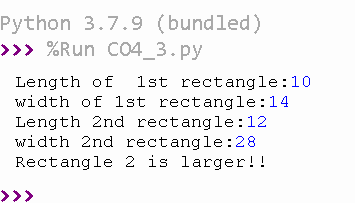 Python 3.7.9 (bundled)
>>> %Run CO4_3.py
Length of  1st rectangle:10
width of 1st rectangle:14
Length 2nd rectangle:12
width 2nd rectangle:28
Rectangle 2 is larger!!
>>>